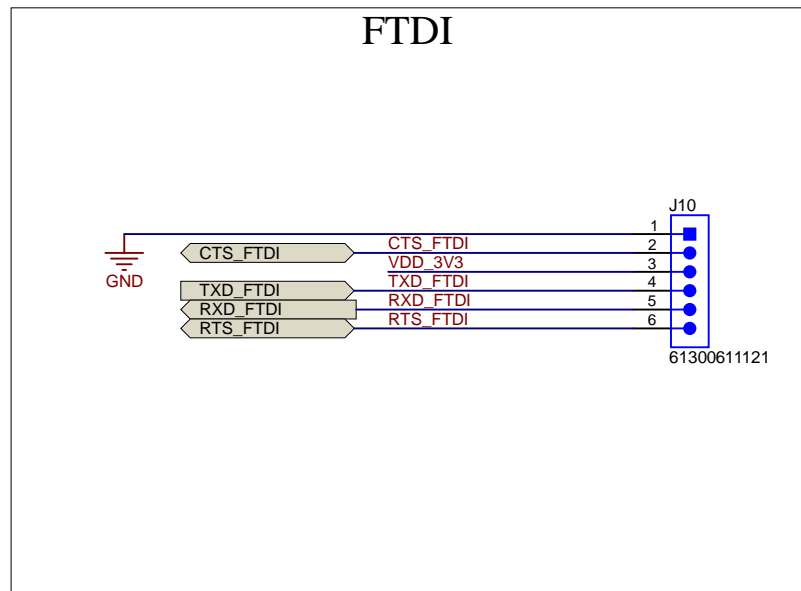 FTDI
J10
1
CTS_FTDI CTS_FTDI 2
VDD_3V3 3
GND
TXD_FTDI TXD_FTDI 4
RXD_FTDI RXD_FTDI 5
RTS_FTDI RTS_FTDI 6
61300611121